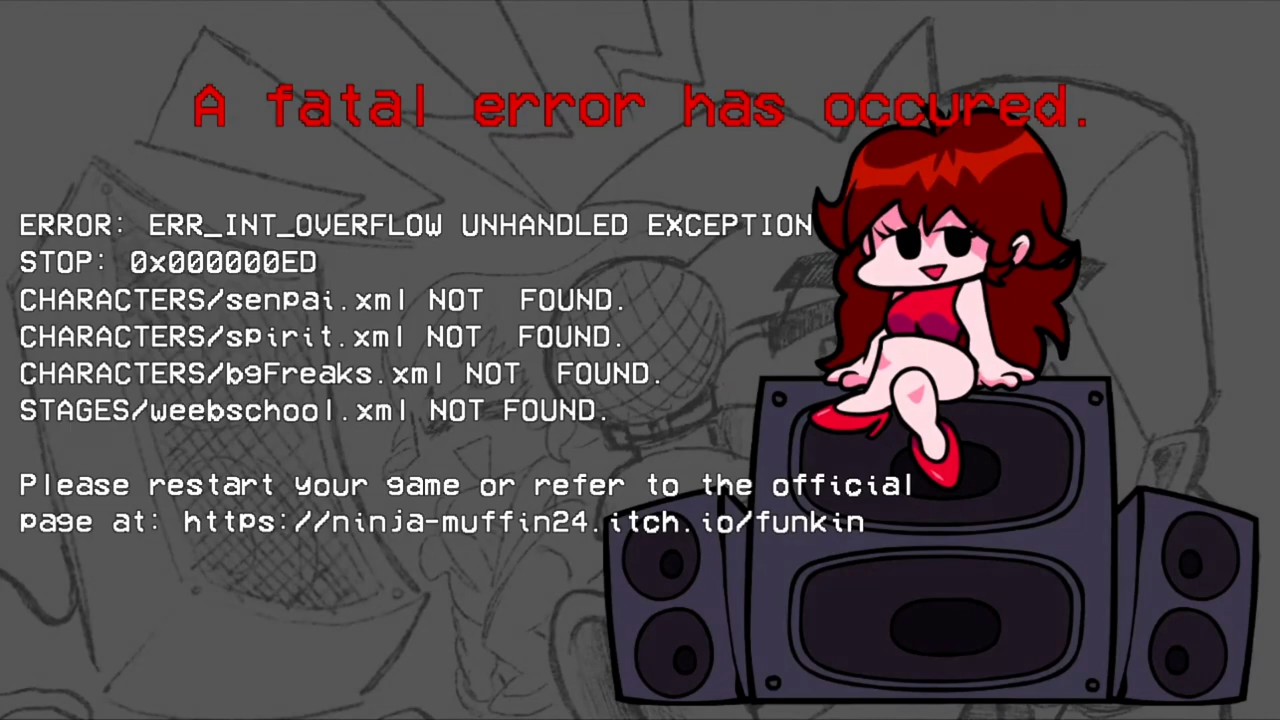 A fatal error has occured.
ERROR: ERR_INT_OVERFLOW UNHANDLED EXCEPTION
STOP: 0x000000ED
CHARACTERS/senpai.xml NOT  FOUND.
CHARACTERS/spirit.xml NOT  FOUND.
CHARACTERS/bgFreaks.xml NOT  FOUND.
STAGES/weebschool.xml NOT FOUND.
Please restart your game or refer to the official
page at: https://ninja-muffin24.itch.io/funkin